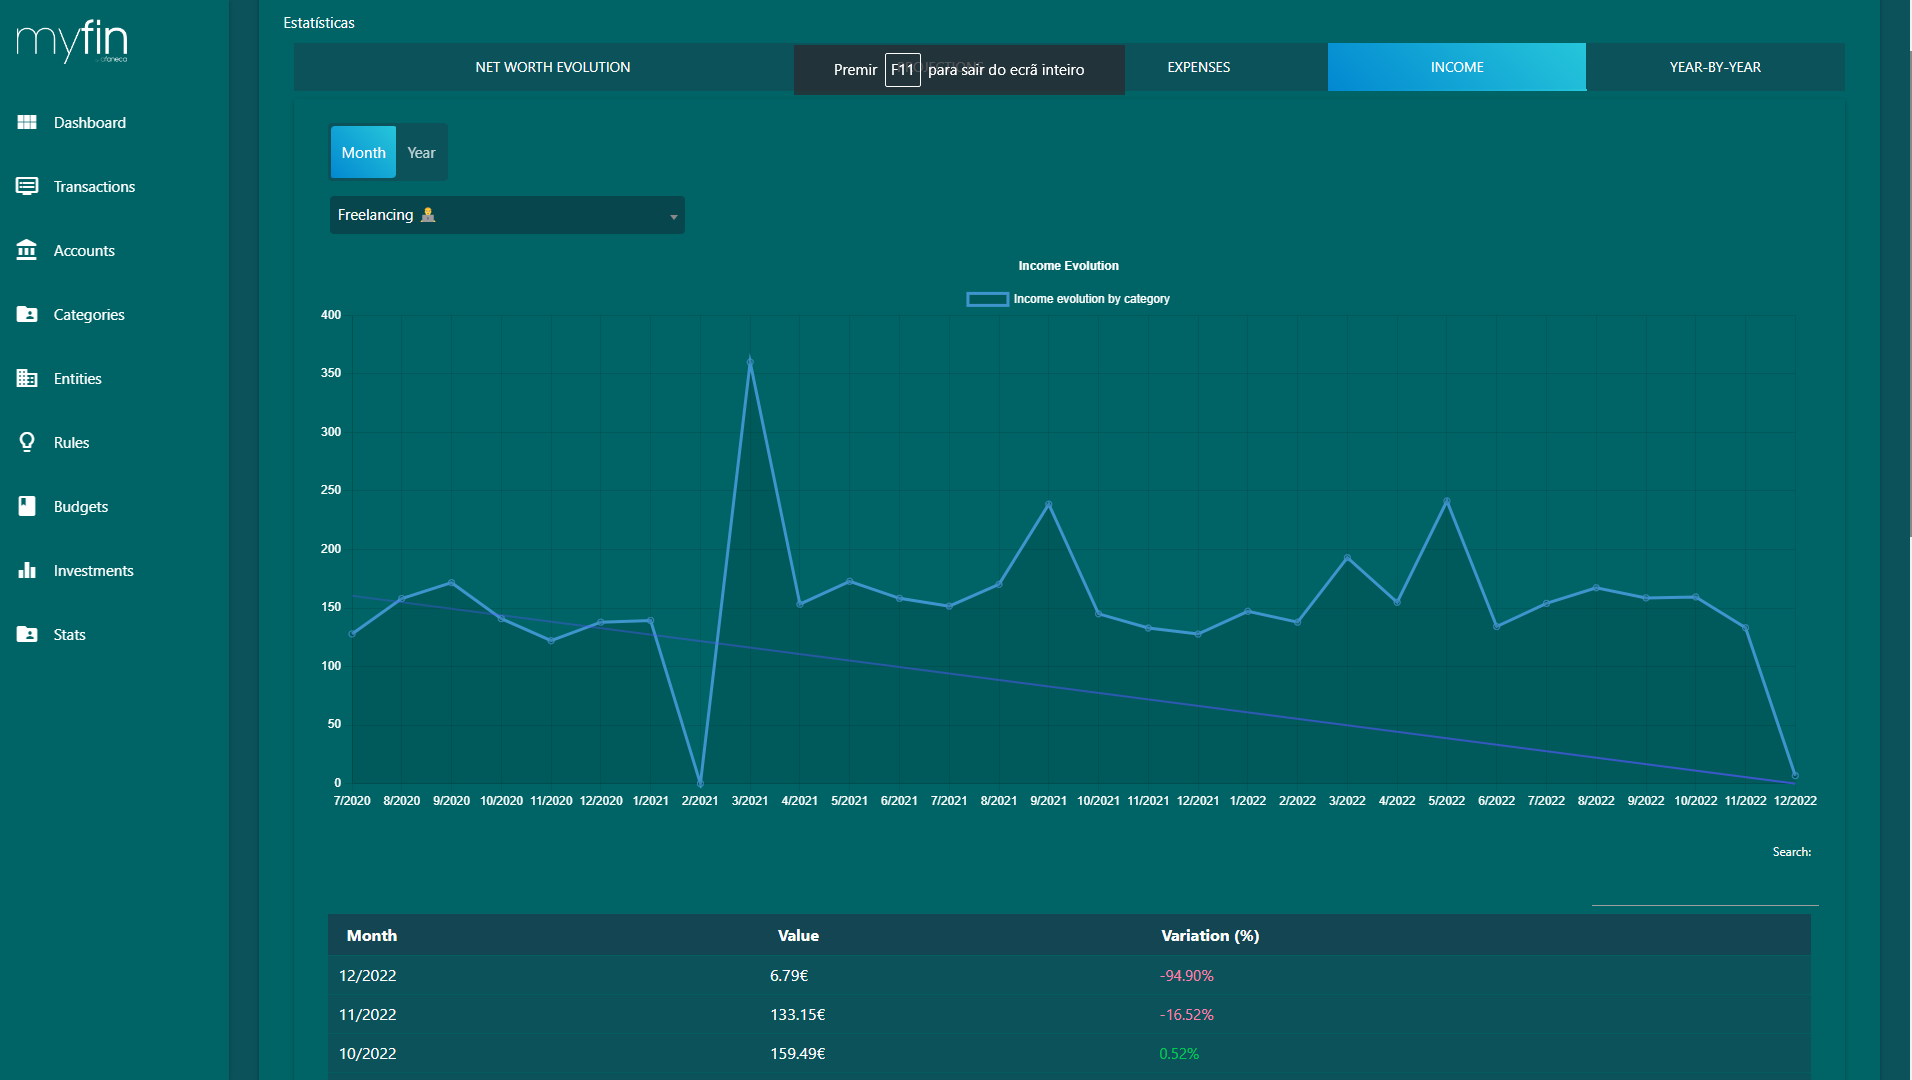 myfin
Estatísticas
NET WORTH EVOLUTION
Premir F11 para sair do ecrã inteiro
EXPENSES
INCOME
YEAR-BY-YEAR
Dashboard
Transactions
Accounts
Categories
Entities
Rules
Budgets
Investments
Stats
Month Year
Freelancing
Income Evolution
Income evolution by category
400
350
300
250
200
150
100
50
0
7/2020 8/2020 9/2020 10/2020 11/2020 12/2020 1/2021 2/2021 3/2021 4/2021 5/2021 6/2021 7/2021 8/2021 9/2021 10/2021 11/2021 12/2021 1/2022 2/2022 3/2022 4/2022 5/2022 6/2022 7/2022 8/2022 9/2022 10/2022 11/2022 12/2022
Search:
Month Value Variation (%)
12/2022 6.79€ -94.90%
11/2022 133.15€ -16.52%
10/2022 159.49€ 0.52%